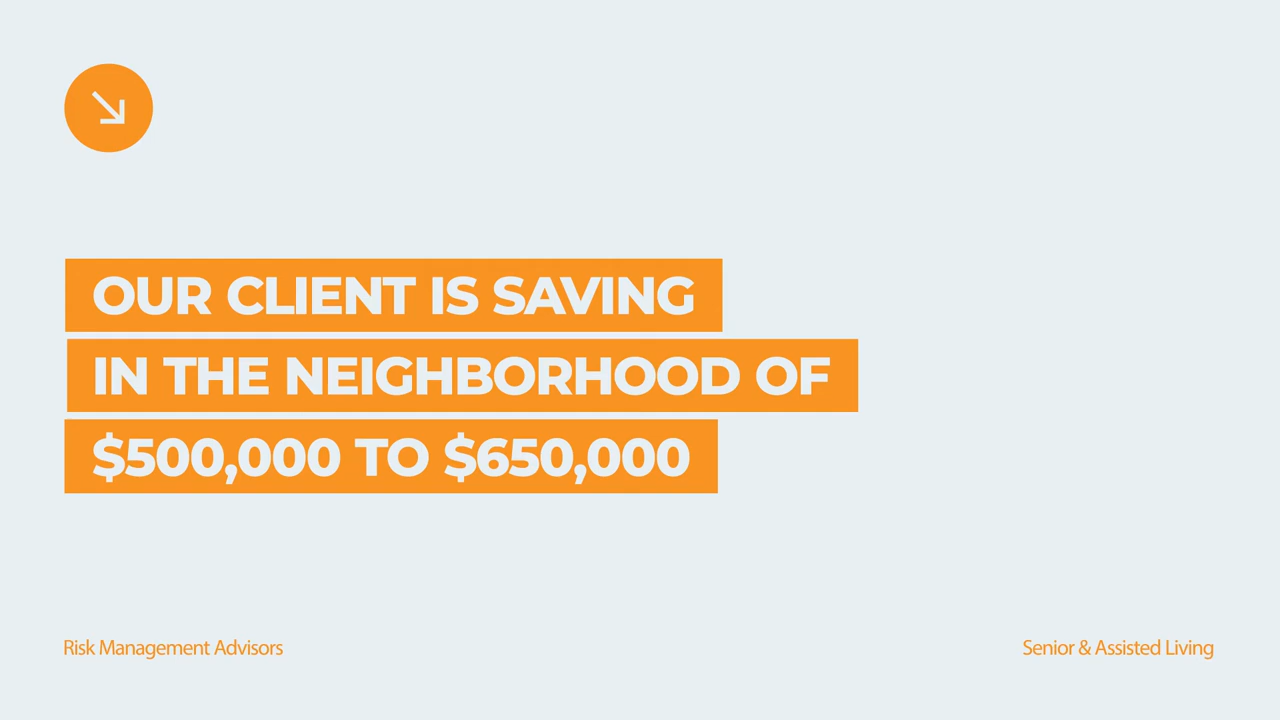 OUR CLIENT IS SAVING
IN THE NEIGHBORHOOD OF
$500,000 TO $650,000
Risk Management Advisors
Senior & Assisted Living